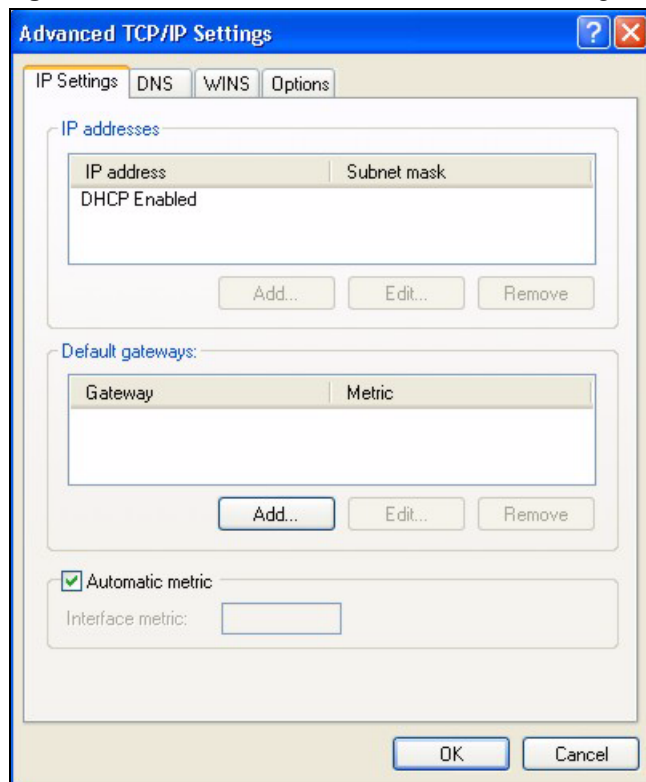 Advanced TCP/IP Settings
IP Settings DNS WINS Options
IP addresses
IP address Subnet mask
DHCP Enabled
Add... Edit... Remove
Default gateways:
Gateway Metric
Add... Edit... Remove
Automatic metric
Interface metric:
OK Cancel